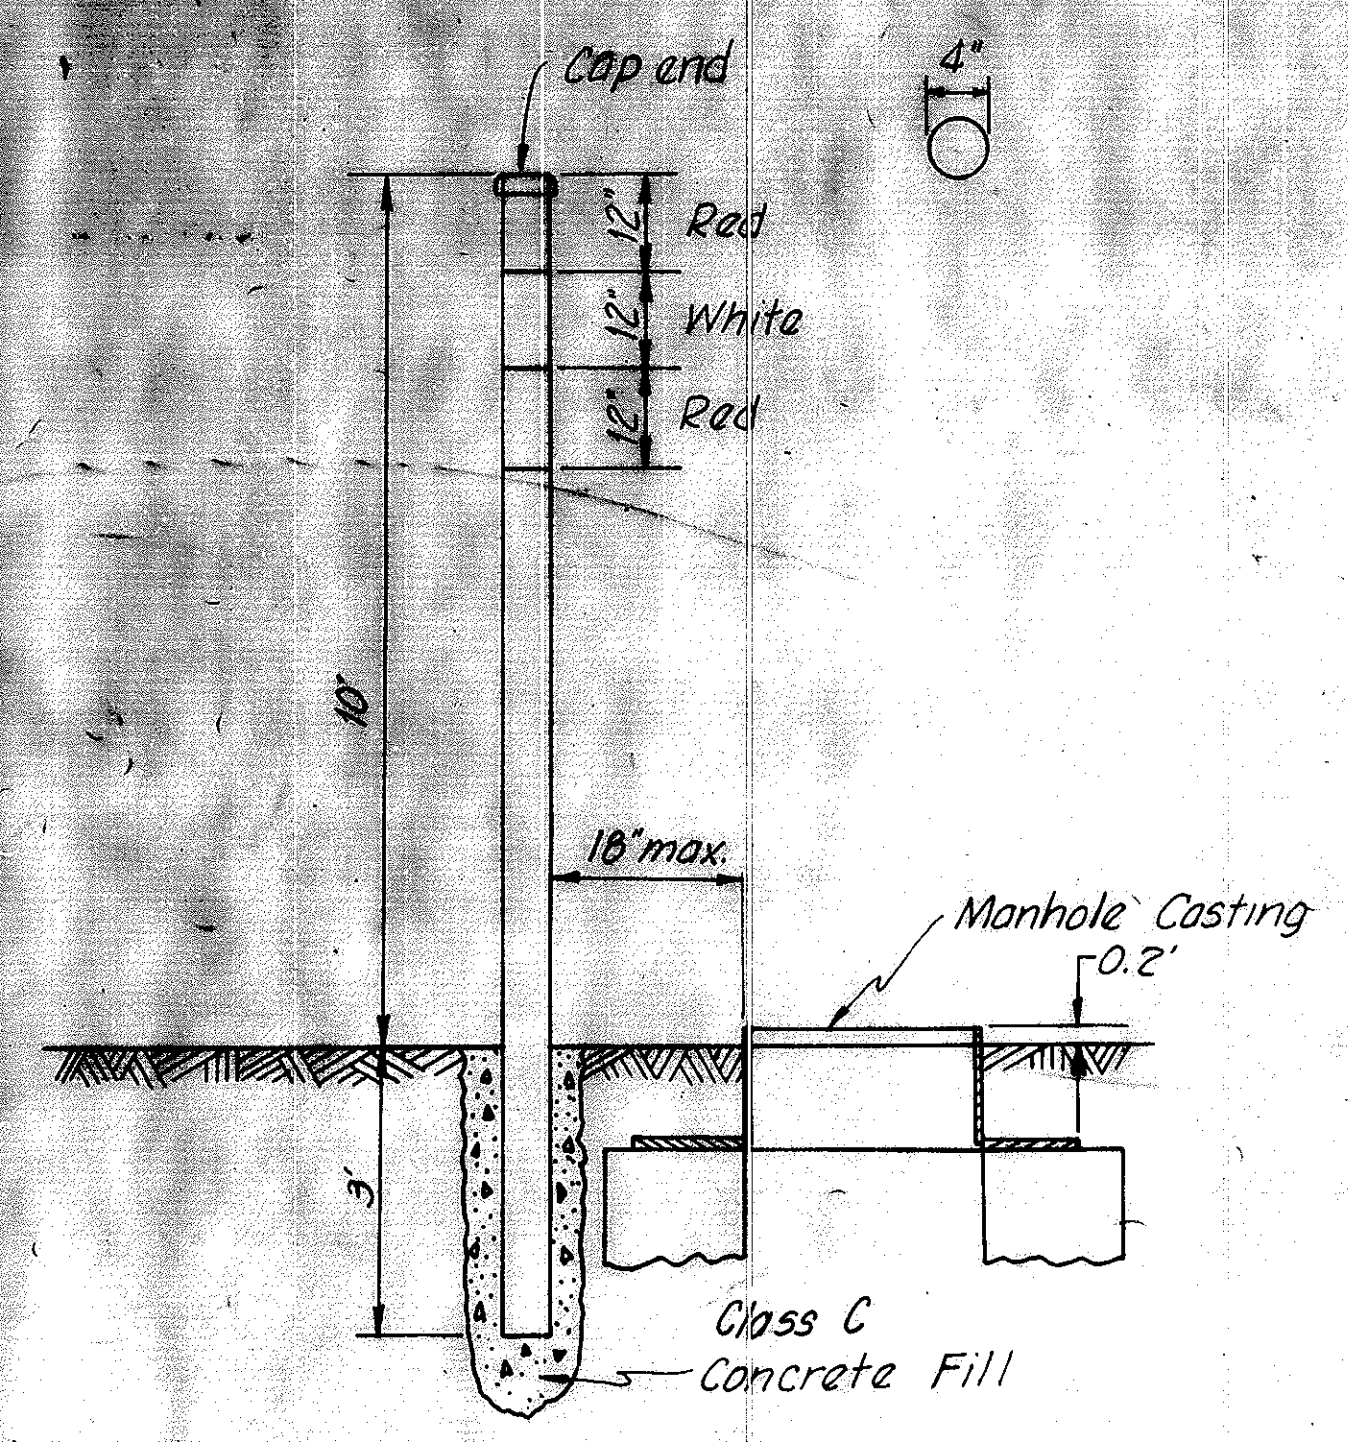 Cap end
4"
12"
Red
12"
White
12"
Red
10'
18" max.
Manhole Casting
0.2'
3'
Class C
Concrete Fill